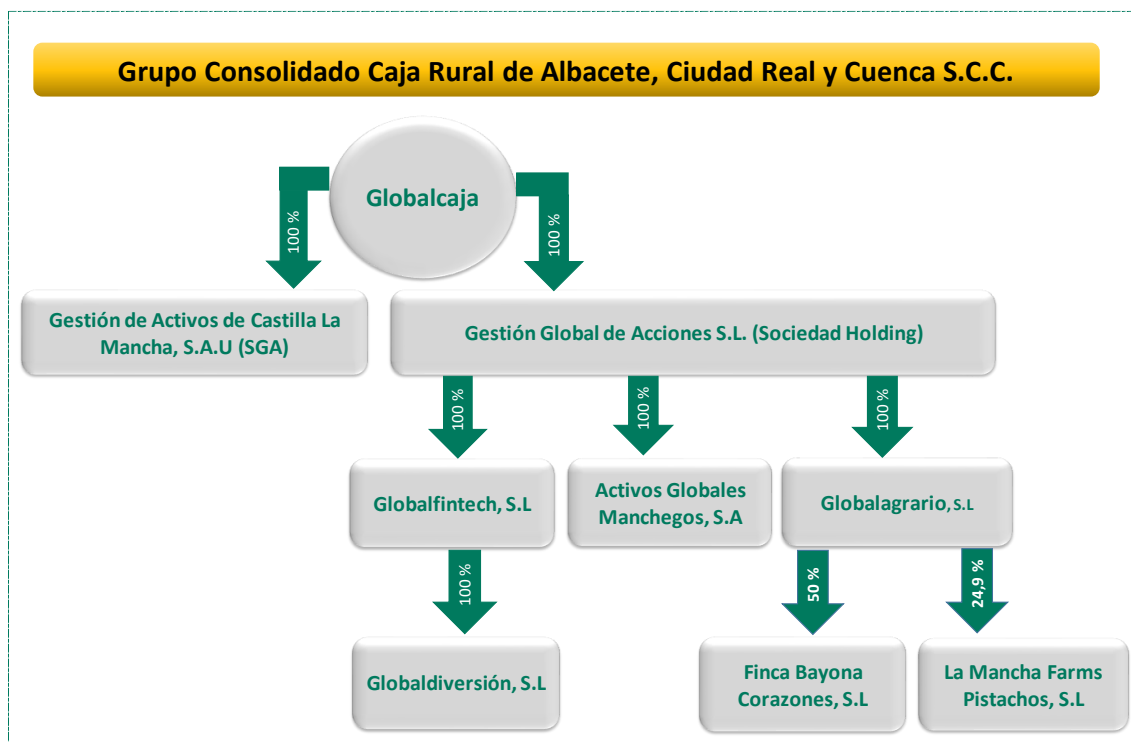 Grupo Consolidado Caja Rural de Albacete, Ciudad Real y Cuenca S.C.C.
Globalcaja
100 %
100 %
Gestión de Activos de Castilla La
Mancha, S.A.U (SGA)
Gestión Global de Acciones S.L. (Sociedad Holding)
100 %
100 %
100 %
Globalfintech, S.L
Activos Globales
Manchegos, S.A
Globalagrario, S.L
100 %
50 %
24,9 %
Globaldiversión, S.L
Finca Bayona
Corazones, S.L
La Mancha Farms
Pistachos, S.L